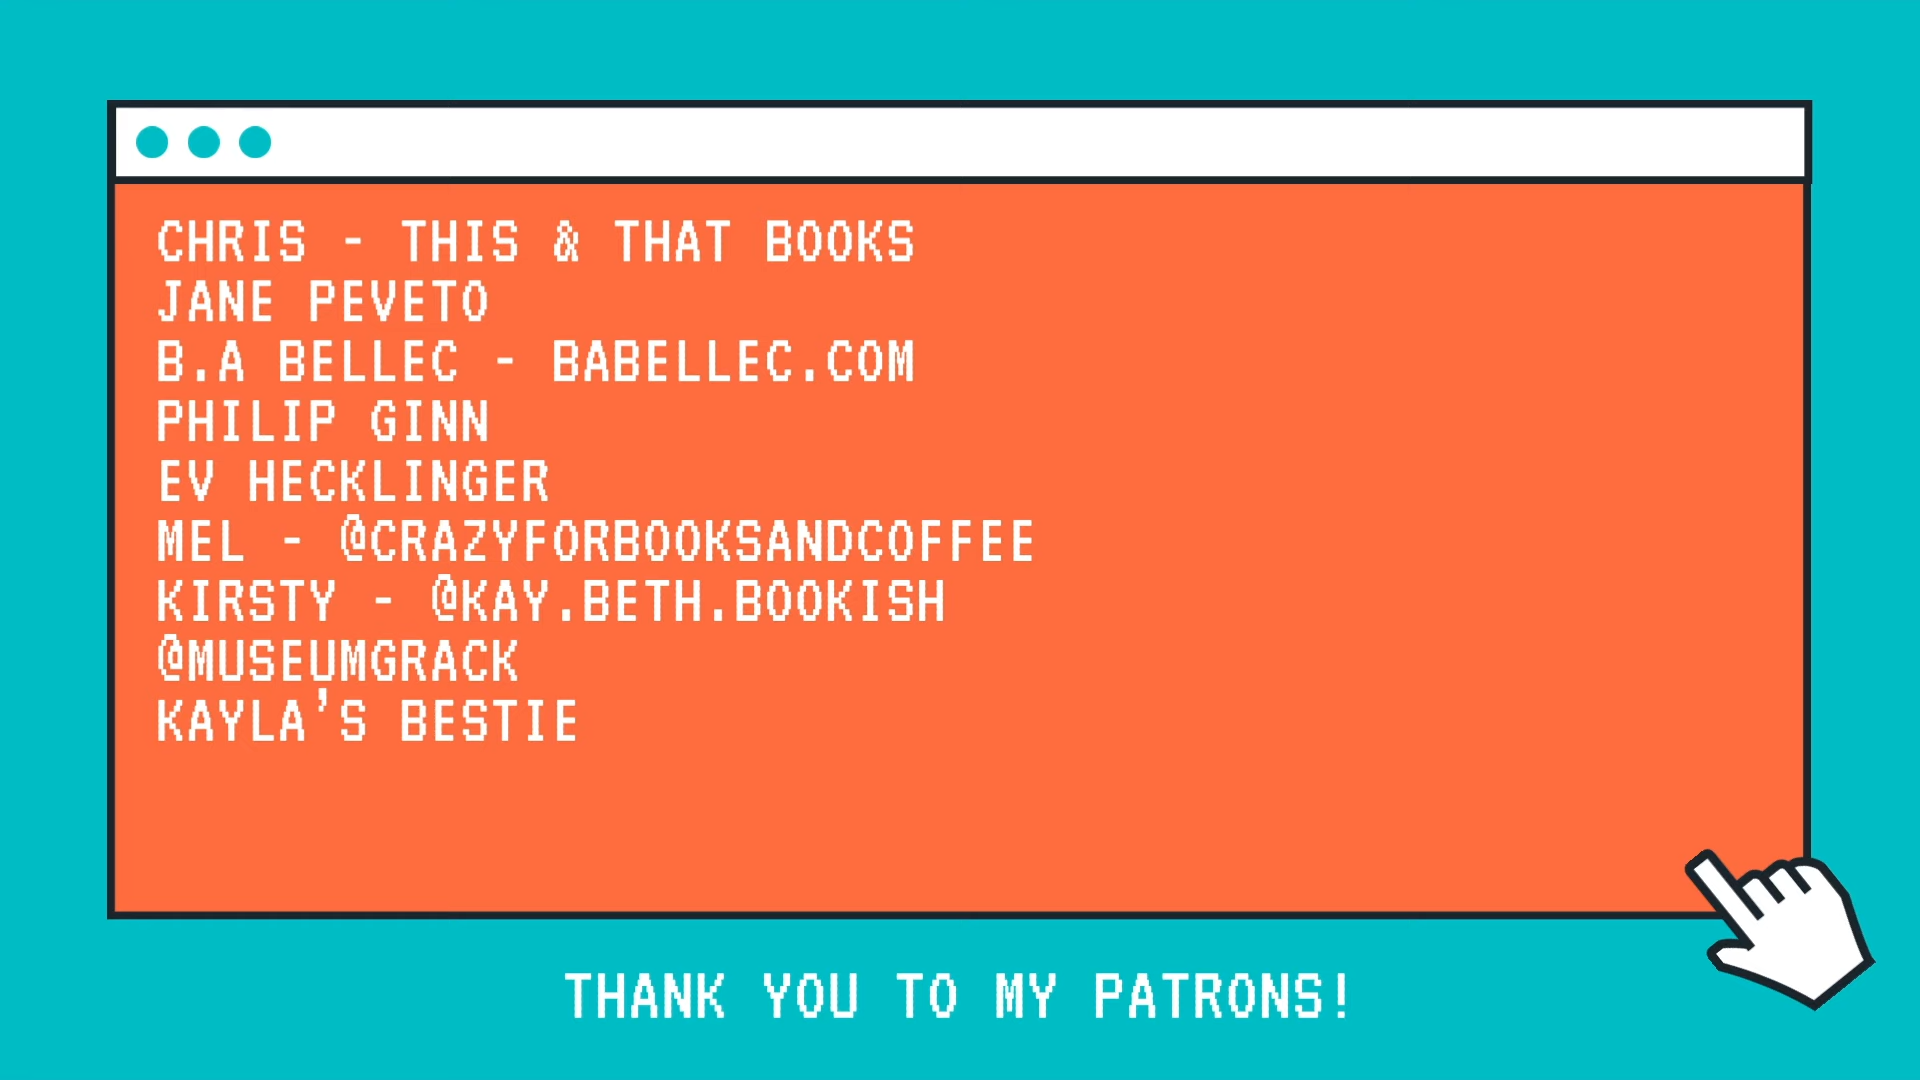 CHRIS - THIS & THAT BOOKS
JANE PEVETO
B.A BELLEC - BABELLEC.COM
PHILIP GINN
EV HECKLINGER
MEL - @CRAZYFORBOOKSANDCOFFEE
KIRSTY - @KAY.BETH.BOOKISH
@MUSEUMGRACK
KAYLA'S BESTIE
THANK YOU TO MY PATRONS!